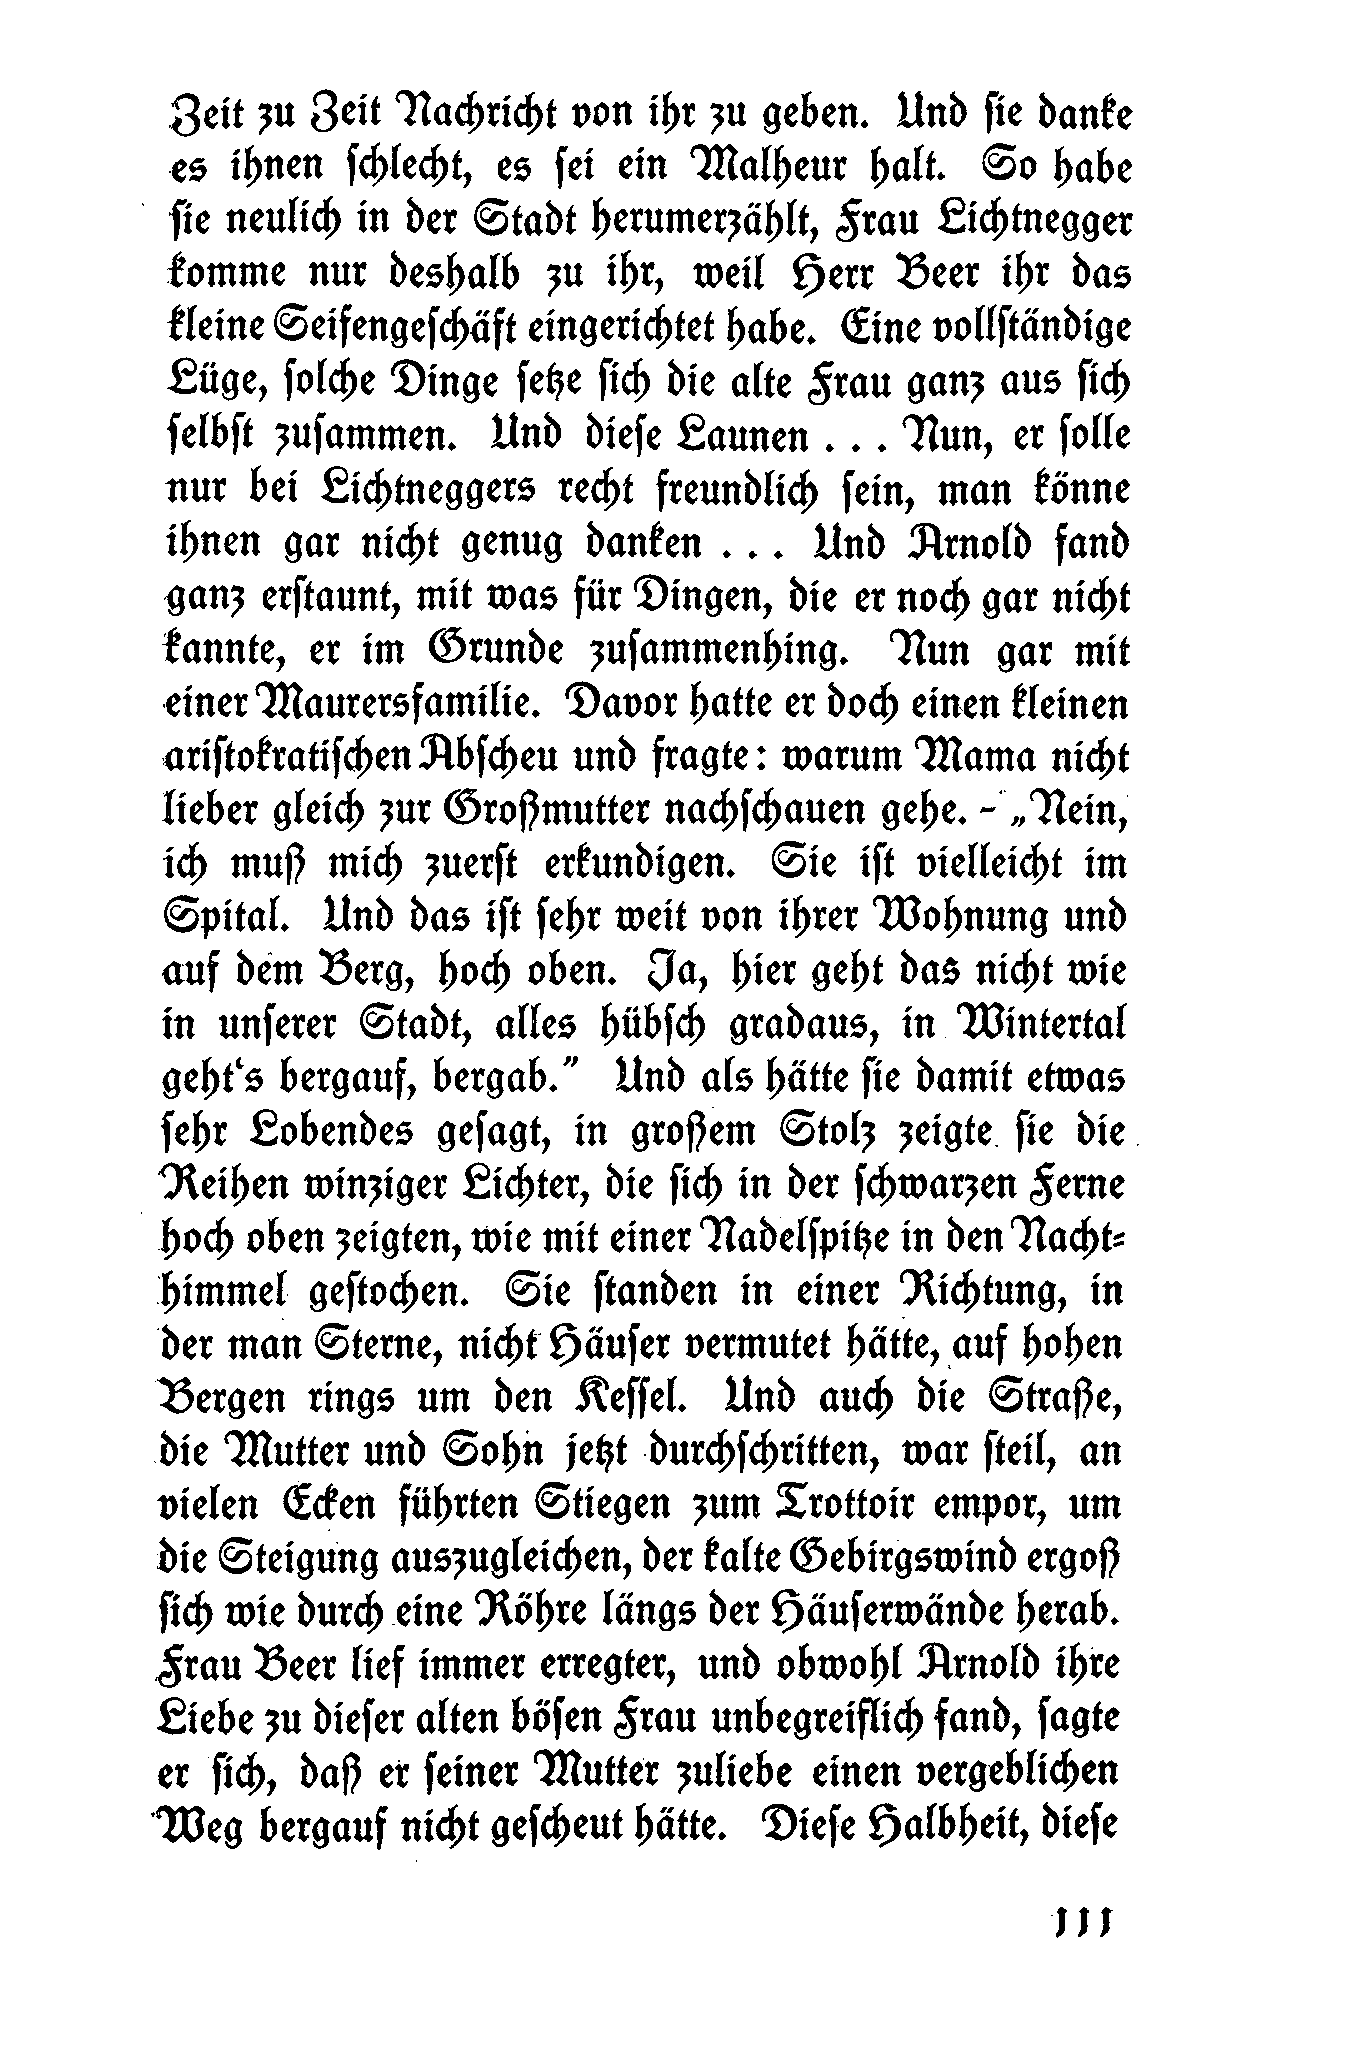 Zeit zu Zeit Nachricht von ihr zu geben. Und sie danke
es ihnen schlecht, es sei ein Malheur halt. So habe
sie neulich in der Stadt herumerzählt, Frau Lichtnegger
komme nur deshalb zu ihr, weil Herr Beer ihr das
kleine Seifengeschäft eingerichtet habe. Eine vollständige
Lüge, solche Dinge setze sich die alte Frau ganz aus sich
selbst zusammen. Und diese Launen . . . Nun, er solle
nur bei Lichtneggers recht freundlich sein, man könne
ihnen gar nicht genug danken . . . Und Arnold fand
ganz erstaunt, mit was für Dingen, die er noch gar nicht
kannte, er im Grunde zusammenhing. Nun gar mit
einer Maurersfamilie. Davor hatte er doch einen kleinen
aristokratischen Abscheu und fragte: warum Mama nicht
lieber gleich zur Großmutter nachschauen gehe. - „Nein,
ich muß mich zuerst erkundigen. Sie ist vielleicht im
Spital. Und das ist sehr weit von ihrer Wohnung und
auf dem Berg, hoch oben. Ja, hier geht das nicht wie
in unserer Stadt, alles hübsch gradaus, in Wintertal
geht‘s bergauf, bergab.” Und als hätte sie damit etwas
sehr Lobendes gesagt, in großem Stolz zeigte sie die
Reihen winziger Lichter, die sich in der schwarzen Ferne
hoch oben zeigten, wie mit einer Nadelspitze in den Nacht-
himmel gestochen. Sie standen in einer Richtung, in
der man Sterne, nicht Häuser vermutet hätte, auf hohen
Bergen rings um den Kessel. Und auch die Straße,
die Mutter und Sohn jetzt durchschritten, war steil, an
vielen Ecken führten Stiegen zum Trottoir empor, um
die Steigung auszugleichen, der kalte Gebirgswind ergoß
sich wie durch eine Röhre längs der Häuserwände herab.
Frau Beer lief immer erregter, und obwohl Arnold ihre
Liebe zu dieser alten bösen Frau unbegreiflich fand, sagte
er sich, daß er seiner Mutter zuliebe einen vergeblichen
Weg bergauf nicht gescheut hätte. Diese Halbheit, diese
111